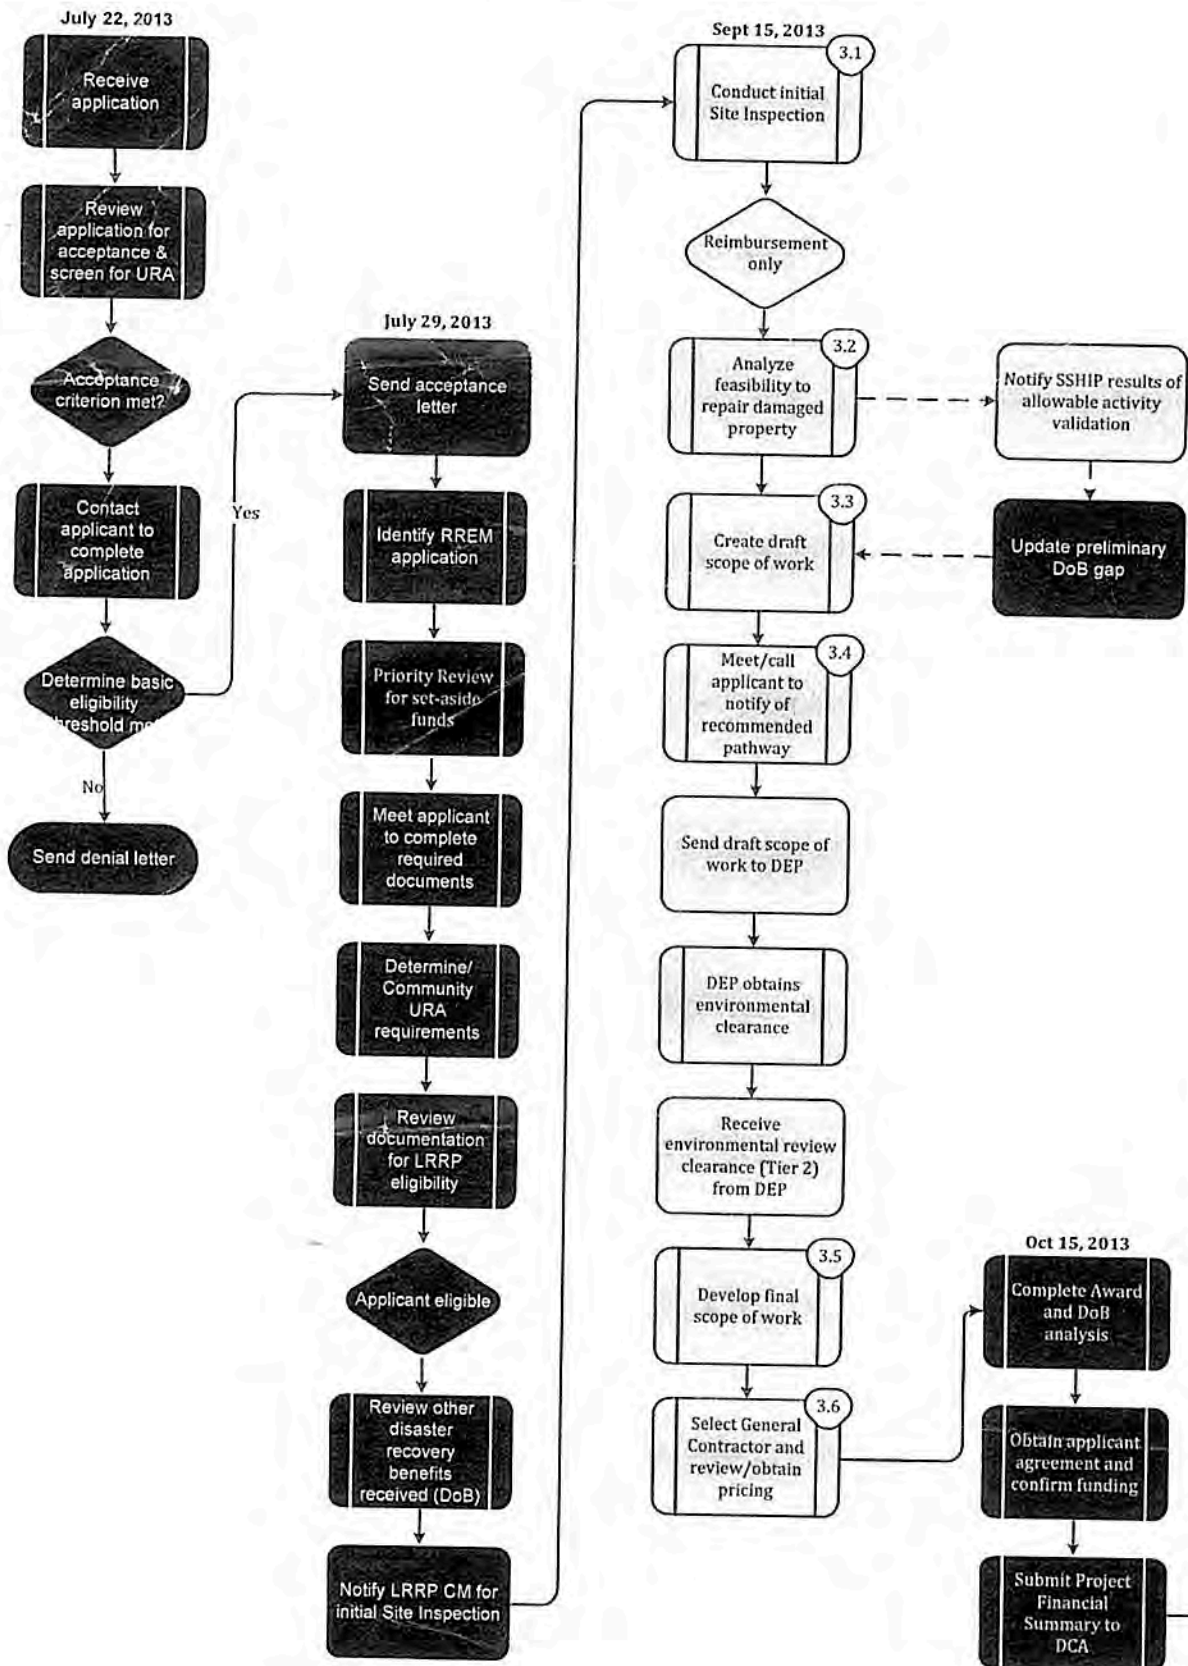 July 22, 2013
Receive
application
Review
application for
acceptance &
screen for URA
Acceptance
criterion met?
Contact
applicant to
complete
application
Determine basic
eligibility
threshold met
Yes
No
Send denial letter
July 29, 2013
Send acceptance
letter
Identify RREM
application
Priority Review
for set-aside
funds
Meet applicant
to complete
required
documents
Determine/
Community
URA
requirements
Review
documentation
for LRRP
eligibility
Applicant eligible
Review other
disaster
recovery
benefits
received (DoB)
Notify LRRP CM for
initial Site Inspection
Sept 15, 2013
3.1
Conduct initial
Site Inspection
Reimbursement
only
3.2
Analyze
feasibility to
repair damaged
property
Notify SSHIP results of
allowable activity
validation
3.3
Create draft
scope of work
Update preliminary
DoB gap
3.4
Meet/call
applicant to
notify of
recommended
pathway
Send draft scope of
work to DEP
DEP obtains
environmental
clearance
Receive
environmental review
clearance (Tier 2)
from DEP
3.5
Develop final
scope of work
3.6
Select General
Contractor and
review/obtain
pricing
Oct 15, 2013
Complete Award
and DoB
analysis
Obtain applicant
agreement and
confirm funding
Submit Project
Financial
Summary to
DCA